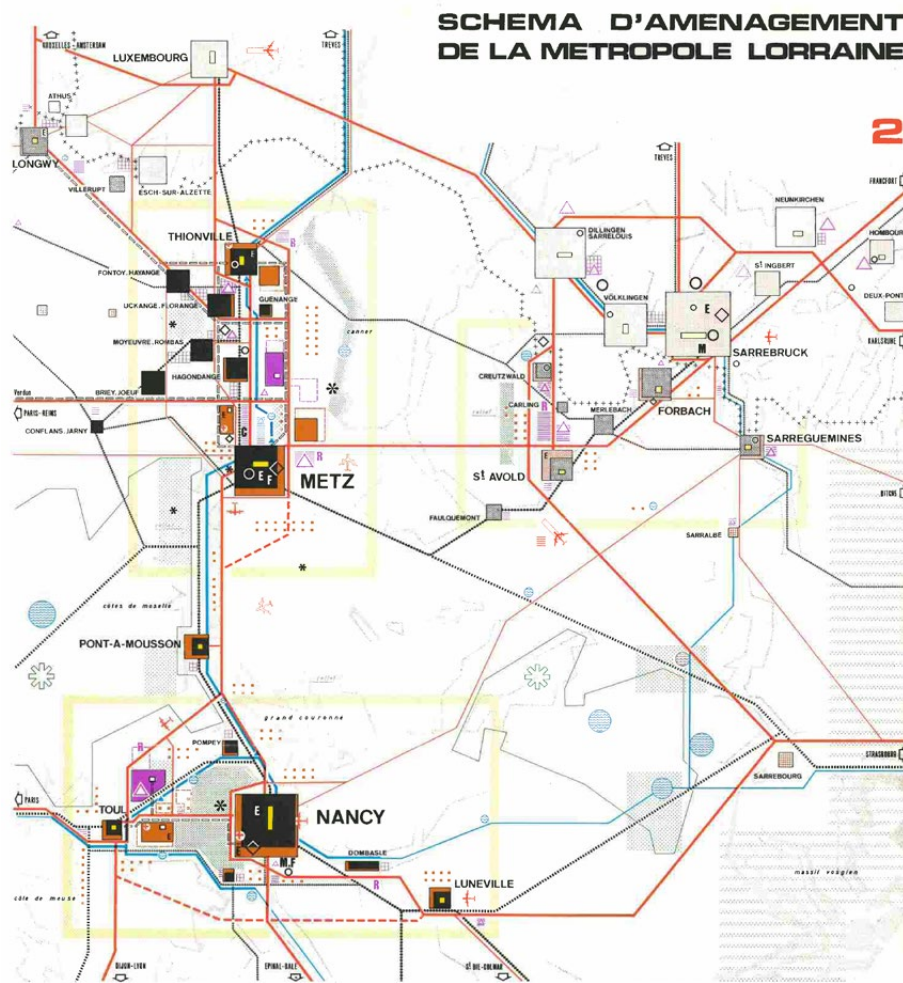 SCHEMA D'AMENAGEMENT
DE LA METROPOLE LORRAINE
2
BRUXELLES-AMSTERDAM
TREVES
LUXEMBOURG
ATHUS
E
LONGWY
VILLERUPT
ESCH-SUR-ALZETTE
TREVES
FRANCFORT
NEUNKIRCHEN
DILLINGEN
SARRELOUIS
HOMBOURG
THIONVILLE
R
FONTOY.HAYANGE
St INGBERT
DEUX-PONTS
UCKANGE.FLORANGE
GUENANGE
VÖLKLINGEN
E
M
canner
KARLSRUHE
MOYEUVRE.ROMBAS
SARREBRUCK
HAGONDANGE
CREUTZWALD
BRIEY.JOEUF
Verdun
CARLING
R
MERLEBACH
FORBACH
PARIS-REIMS
CONFLANS.JARNY
C
SARREGUEMINES
R
METZ
E F
R
E
St AVOLD
BITCHE
FAULQUEMONT
SARRALBE
côtes de moselle
PONT-A-MOUSSON
grand couronne
POMPEY
R
STRASBOURG
SARREBOURG
PARIS
TOUL
E
NANCY
M.F
DOMBASLE
R
LUNEVILLE
massif vosgien
côte de meuse
DIJON-LYON
EPINAL-BALE
St DIE-COLMAR